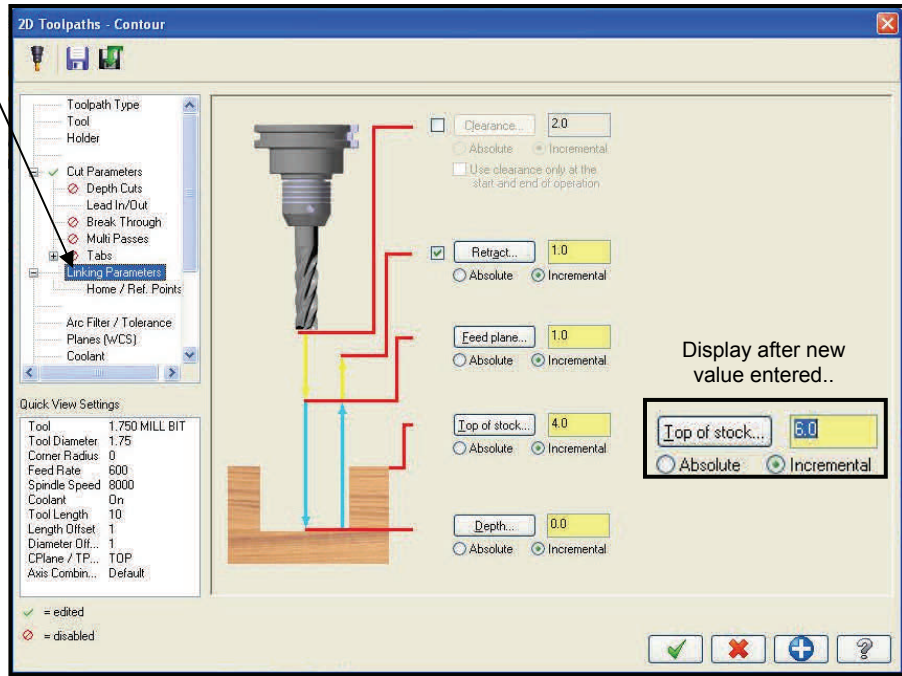 2D Toolpaths - Contour
Toolpath Type
Tool
Holder
Cut Parameters
Depth Cuts
Lead In/Out
Break Through
Multi Passes
Tabs
Linking Parameters
Home / Ref. Points
Arc Filter / Tolerance
Planes (WCS)
Coolant
Quick View Settings
Tool 1.750 MILL BIT
Tool Diameter 1.75
Corner Radius 0
Feed Rate 600
Spindle Speed 8000
Coolant On
Tool Length 10
Length Offset 1
Diameter Off... 1
CPlane / TP... TOP
Axis Combin... Default
= edited
= disabled
Clearance... 2.0
Absolute Incremental
Use clearance only at the
start and end of operation
Retract... 1.0
Absolute Incremental
Feed plane... 1.0
Absolute Incremental
Top of stock... 4.0
Absolute Incremental
Depth... 0.0
Absolute Incremental
Display after new
value entered..
Top of stock... 6.0
Absolute Incremental